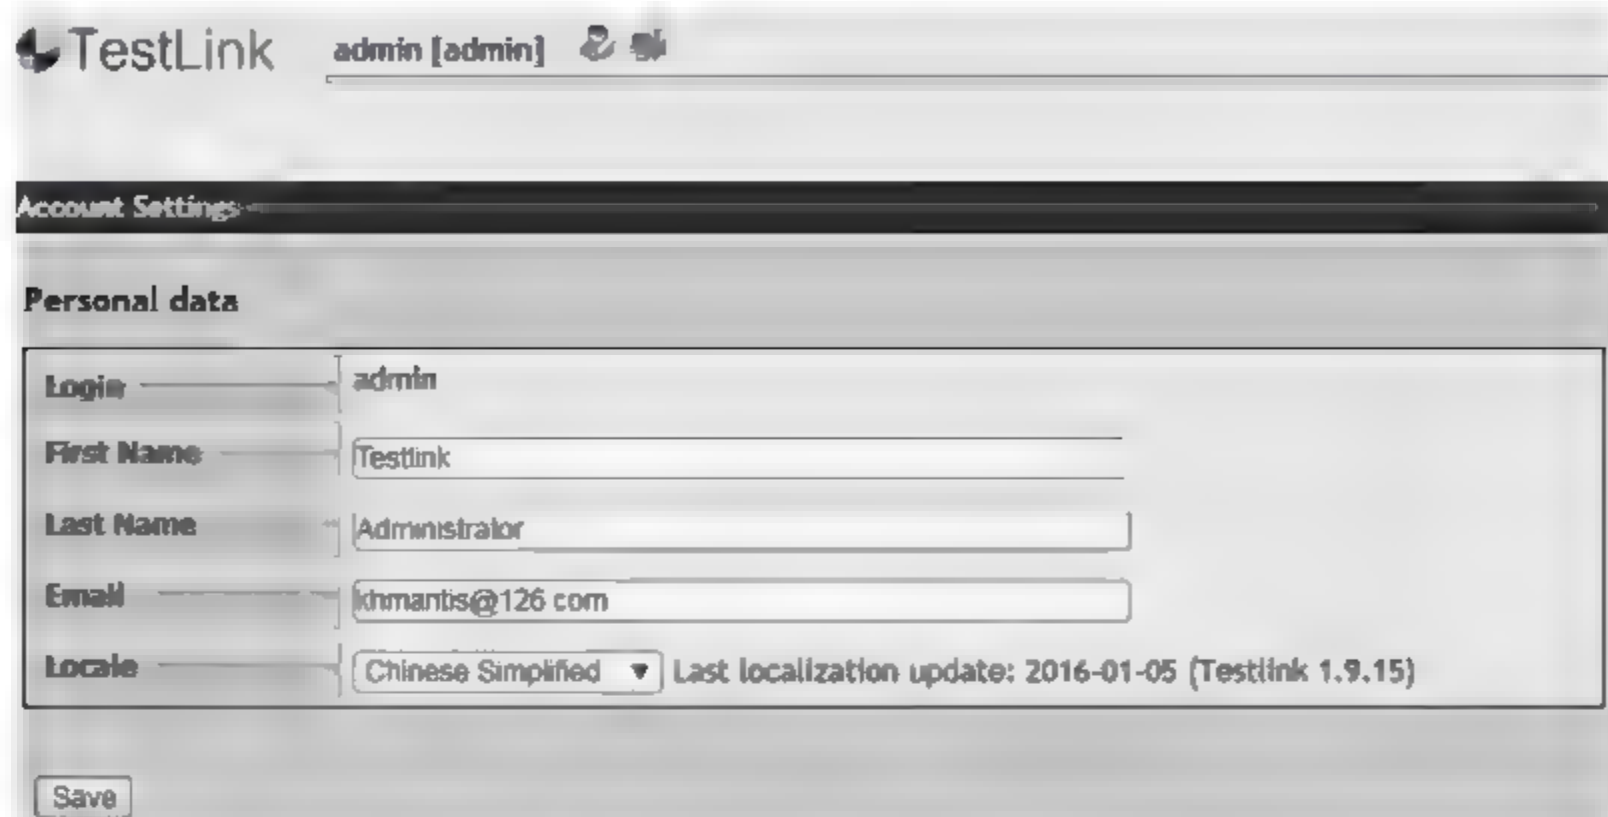 TestLink admin [admin]
Account Settings
Personal data
Login admin
First Name Testlink
Last Name Administrator
Email khmantis@126 com
Locale Chinese Simplified Last localization update: 2016-01-05 (Testlink 1.9.15)
Save